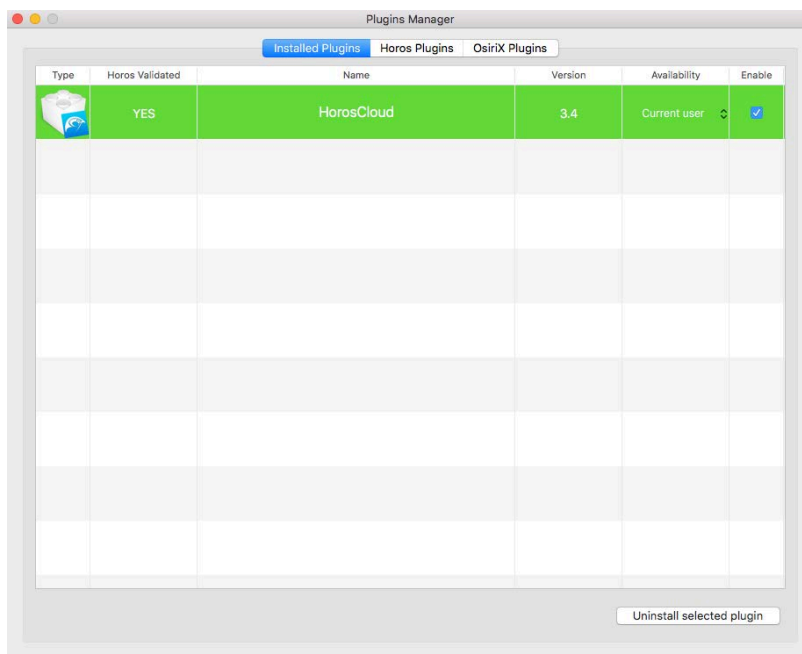 Plugins Manager
Installed Plugins Horos Plugins OsiriX Plugins
Type Horos Validated Name Version Availability Enable
YES HorosCloud 3.4 Current user
Uninstall selected plugin